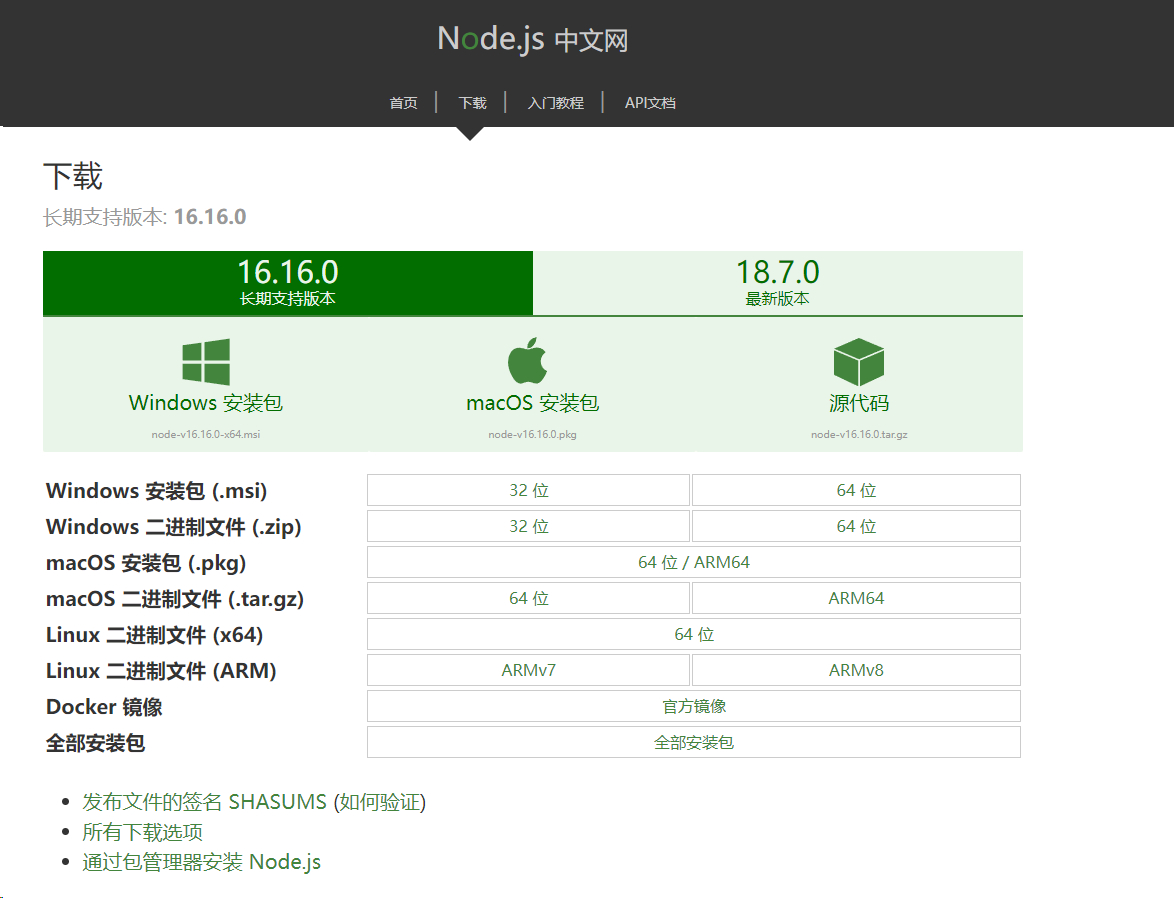 Node.js 中文网
首页 下载 入门教程 API文档
下载
长期支持版本: 16.16.0
16.16.0 18.7.0
长期支持版本 最新版本
Windows 安装包 macOS 安装包 源代码
node-v16.16.0-x64.msi node-v16.16.0.pkg node-v16.16.0.tar.gz
Windows 安装包 (.msi) 32 位 64 位
Windows 二进制文件 (.zip) 32 位 64 位
macOS 安装包 (.pkg) 64 位 / ARM64
macOS 二进制文件 (.tar.gz) 64 位 ARM64
Linux 二进制文件 (x64) 64 位
Linux 二进制文件 (ARM) ARMv7 ARMv8
Docker 镜像 官方镜像
全部安装包 全部安装包
发布文件的签名 SHASUMS (如何验证)
所有下载选项
通过包管理器安装 Node.js